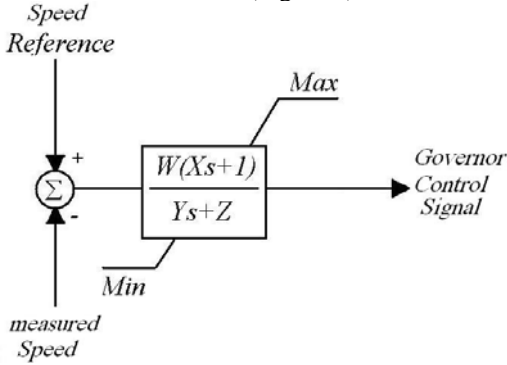 Speed
Reference
Max
+
W(Xs+1)
Ys+Z
Σ
-
Governor
Control
Signal
Min
measured
Speed